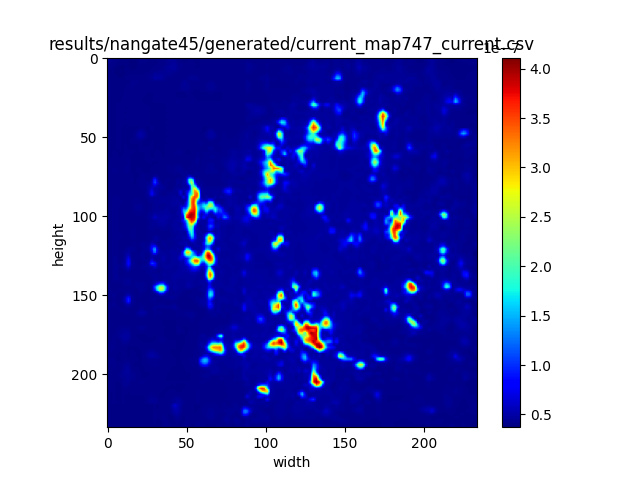 results/nangate45/generated/current_map747_current.csv
1e−7
0
50
100
150
200
height
0 50 100 150 200
width
4.0
3.5
3.0
2.5
2.0
1.5
1.0
0.5